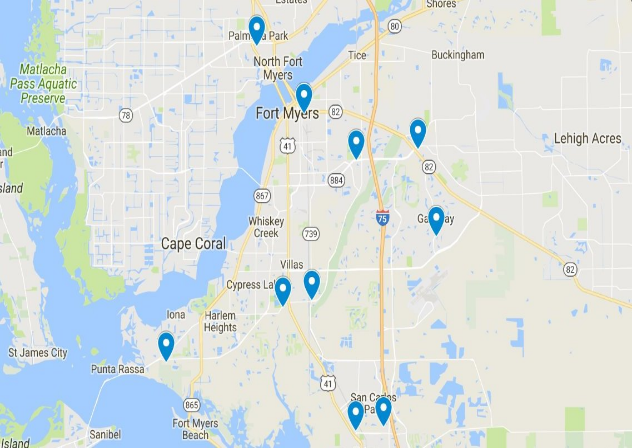 Estates
Shores
80
Palmona Park
Matlacha
Pass Aquatic
Preserve
North Fort
Myers
Tice
Buckingham
78
Fort Myers
82
Matlacha
41
82
Lehigh Acres
Island
867
884
Whiskey
Creek
75
Gateway
739
Cape Coral
Villas
82
Cypress Lake
Iona
Harlem
Heights
St James City
Punta Rassa
41
San Carlos
Park
865
Fort Myers
Beach
Sanibel
Island